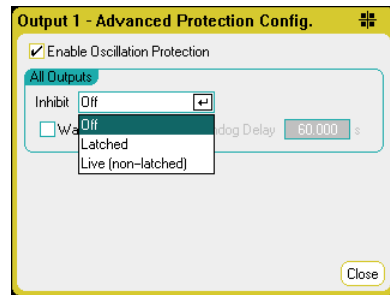 Output 1 - Advanced Protection Config.
Enable Oscillation Protection
All Outputs
Inhibit Off
Off
Latched
Live (non-latched)
Delay 60.000 s
Close